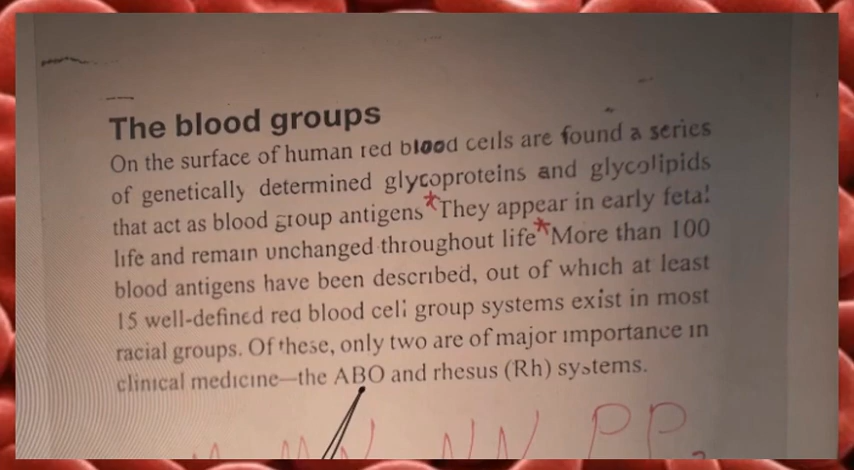 The blood groups
On the surface of human red blood cells are found a series
of genetically determined glycoproteins and glycolipids
that act as blood group antigens* They appear in early fetal
life and remain unchanged throughout life* More than 100
blood antigens have been described, out of which at least
15 well-defined red blood cell group systems exist in most
racial groups. Of these, only two are of major importance in
clinical medicine—the ABO and rhesus (Rh) systems.
NN PP